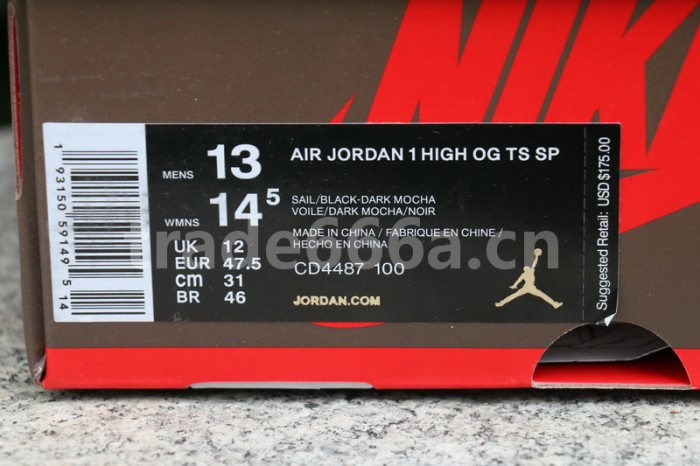 NIKE
MENS 13
WMNS 14⁵
UK 12
EUR 47.5
CM 31
BR 46
AIR JORDAN 1 HIGH OG TS SP
SAIL/BLACK-DARK MOCHA
VOILE/DARK MOCHA/NOIR
MADE IN CHINA / FABRIQUE EN CHINE /
HECHO EN CHINA
CD4487 100
JORDAN.COM
Suggested Retail: USD $175.00
1 93150 59149 5 14
trade666a.cn